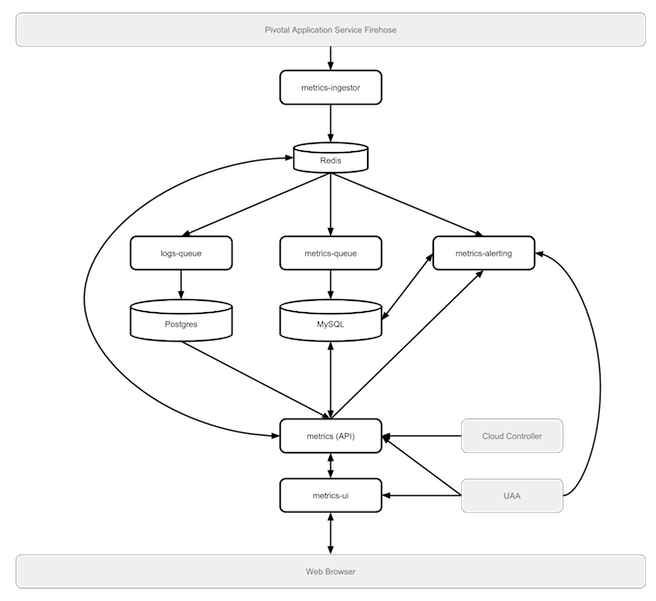 Pivotal Application Service Firehose
metrics-ingestor
Redis
logs-queue
metrics-queue
metrics-alerting
Postgres
MySQL
metrics (API)
Cloud Controller
metrics-ui
UAA
Web Browser